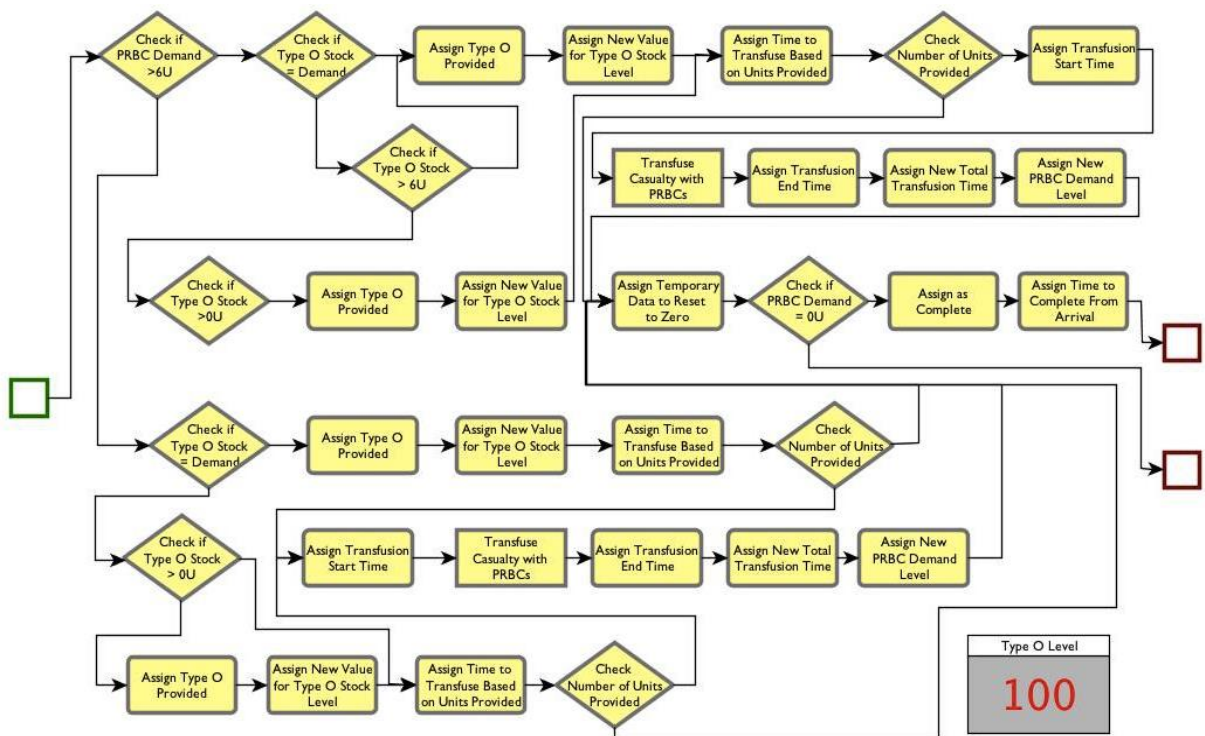 Check if
PRBC Demand
>6U
Check if
Type O Stock
= Demand
Assign Type O
Provided
Assign New Value
for Type O Stock
Level
Assign Time to
Transfuse Based
on Units Provided
Check
Number of Units
Provided
Assign Transfusion
Start Time
Check if
Type O Stock
> 6U
Transfuse
Casualty with
PRBCs
Assign Transfusion
End Time
Assign New Total
Transfusion Time
Assign New
PRBC Demand
Level
Check if
Type O Stock
>0U
Assign Type O
Provided
Assign New Value
for Type O Stock
Level
Assign Temporary
Data to Reset
to Zero
Check if
PRBC Demand
= 0U
Assign as
Complete
Assign Time to
Complete From
Arrival
Check if
Type O Stock
= Demand
Assign Type O
Provided
Assign New Value
for Type O Stock
Level
Assign Time to
Transfuse Based
on Units Provided
Check
Number of Units
Provided
Check if
Type O Stock
> 0U
Assign Transfusion
Start Time
Transfuse
Casualty with
PRBCs
Assign Transfusion
End Time
Assign New Total
Transfusion Time
Assign New
PRBC Demand
Level
Assign Type O
Provided
Assign New Value
for Type O Stock
Level
Assign Time to
Transfuse Based
on Units Provided
Check
Number of Units
Provided
Type O Level
100